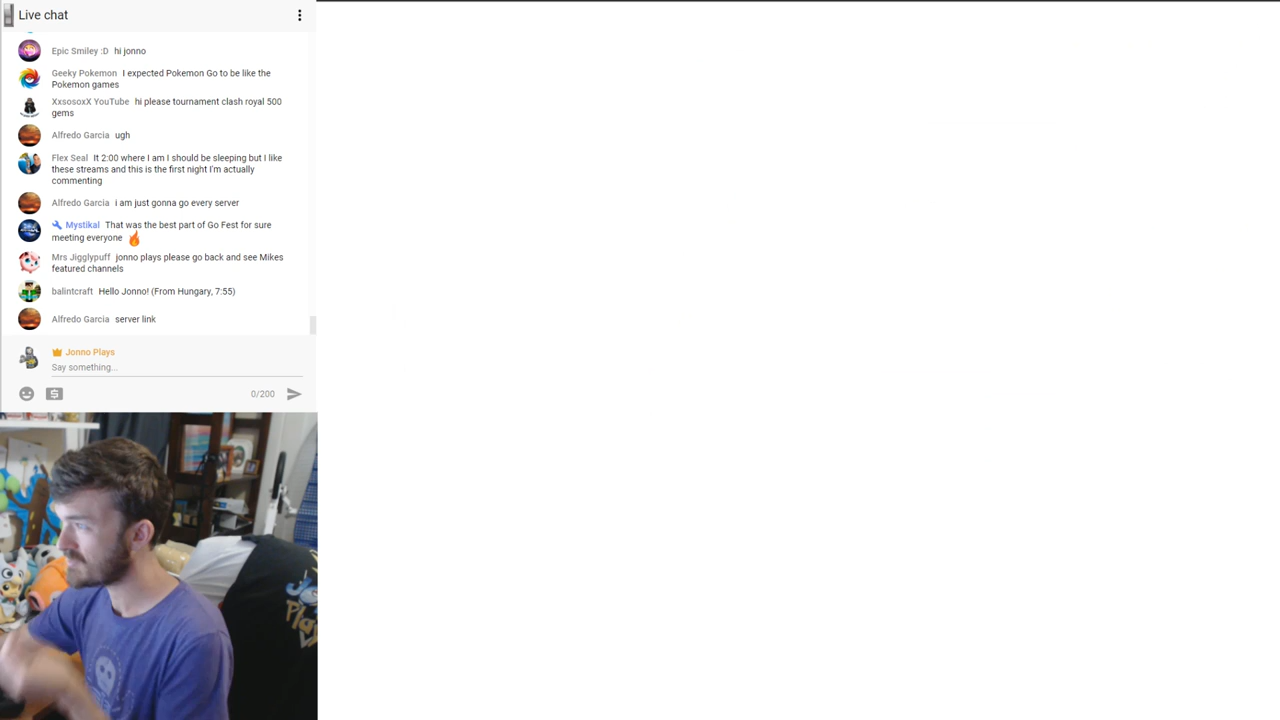 Live chat
Epic Smiley :D hi jonno
Geeky Pokemon I expected Pokemon Go to be like the
Pokemon games
XxsosoxX YouTube hi please tournament clash royal 500
gems
Alfredo Garcia ugh
Flex Seal It 2:00 where I am I should be sleeping but I like
these streams and this is the first night I'm actually
commenting
Alfredo Garcia i am just gonna go every server
Mystikal That was the best part of Go Fest for sure
meeting everyone
Mrs Jigglypuff jonno plays please go back and see Mikes
featured channels
balintcraft Hello Jonno! (From Hungary, 7:55)
Alfredo Garcia server link
Jonno Plays
Say something...
0/200